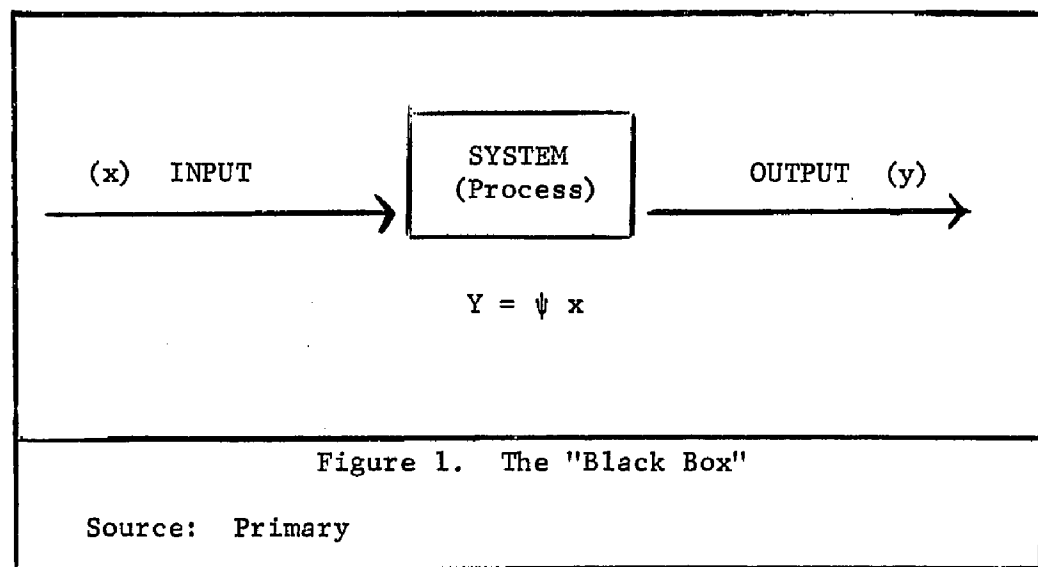 (x) INPUT
SYSTEM
(Process)
OUTPUT (y)
Y = ψ x
Figure 1. The "Black Box"
Source: Primary